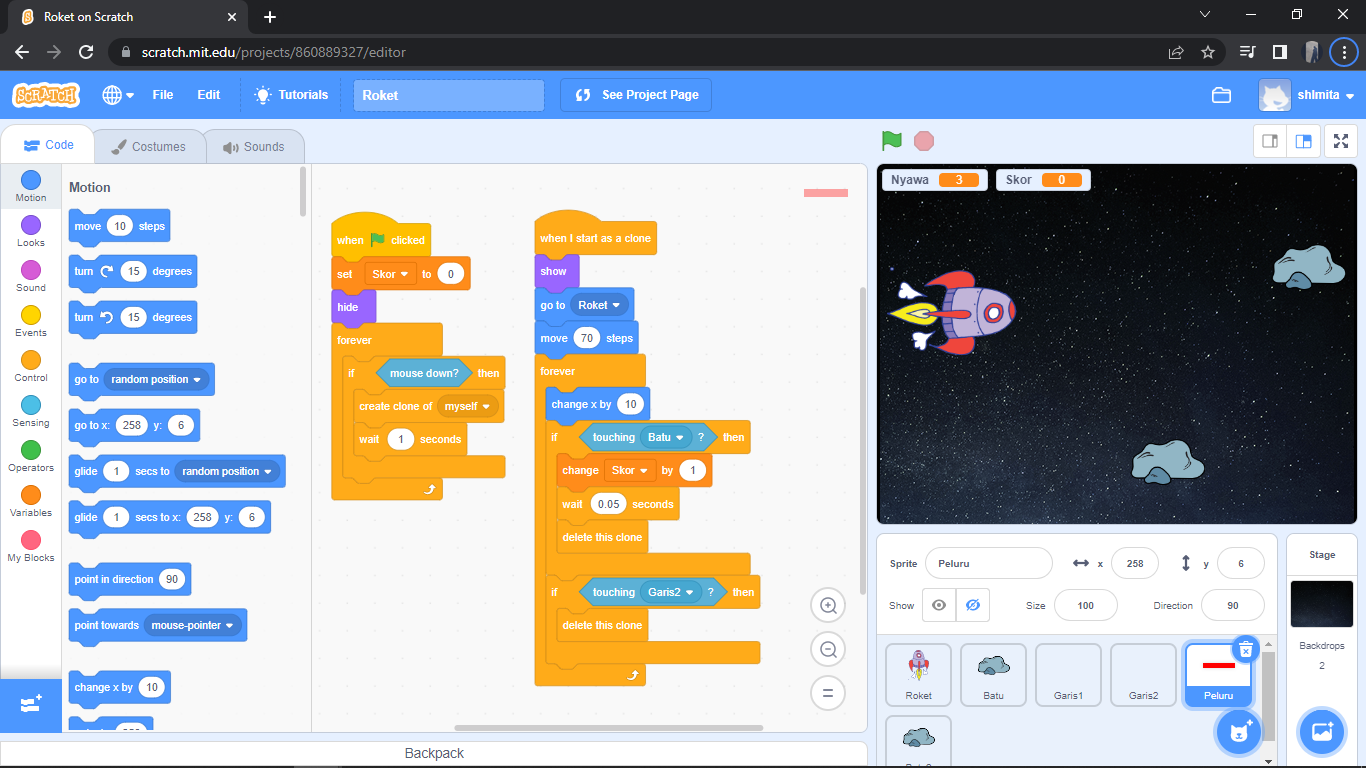 Roket on Scratch
scratch.mit.edu/projects/860889327/editor
SCRATCH
File
Edit
Tutorials
Roket
See Project Page
shlmita
Code
Costumes
Sounds
Motion
Looks
Sound
Events
Control
Sensing
Operators
Variables
My Blocks
Motion
move 10 steps
turn 15 degrees
turn 15 degrees
go to random position
go to x: 258 y: 6
glide 1 secs to random position
glide 1 secs to x: 258 y: 6
point in direction 90
point towards mouse-pointer
change x by 10
when clicked
set Skor to 0
hide
forever
if mouse down? then
create clone of myself
wait 1 seconds
when I start as a clone
show
go to Roket
move 70 steps
forever
change x by 10
if touching Batu ? then
change Skor by 1
wait 0.05 seconds
delete this clone
if touching Garis2 ? then
delete this clone
Backpack
Nyawa 3
Skor 0
Sprite Peluru x 258 y 6
Show Size 100 Direction 90
Roket
Batu
Garis1
Garis2
Peluru
Stage
Backdrops
2